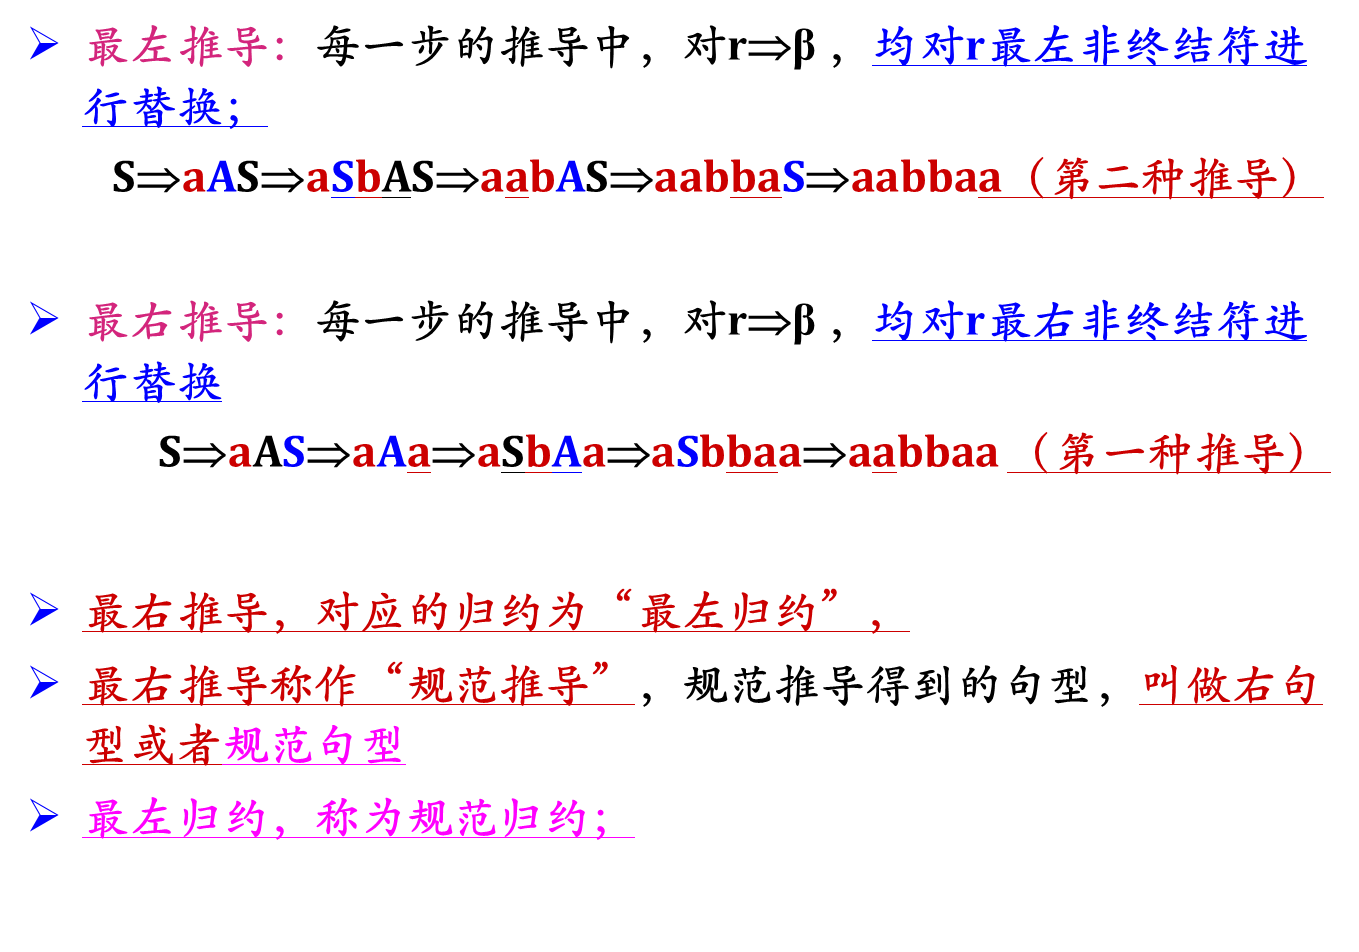 ➢ 最左推导：每一步的推导中，对r⇒β，均对r最左非终结符进
行替换；
S⇒aAS⇒aSbAS⇒aabAS⇒aabbaS⇒aabbaa（第二种推导）
➢ 最右推导：每一步的推导中，对r⇒β，均对r最右非终结符进
行替换
S⇒aAS⇒aAa⇒aSbAa⇒aSbbaa⇒aabbaa（第一种推导）
➢ 最右推导，对应的归约为“最左归约”，
➢ 最右推导称作“规范推导”，规范推导得到的句型，叫做右句
型或者规范句型
➢ 最左归约，称为规范归约；